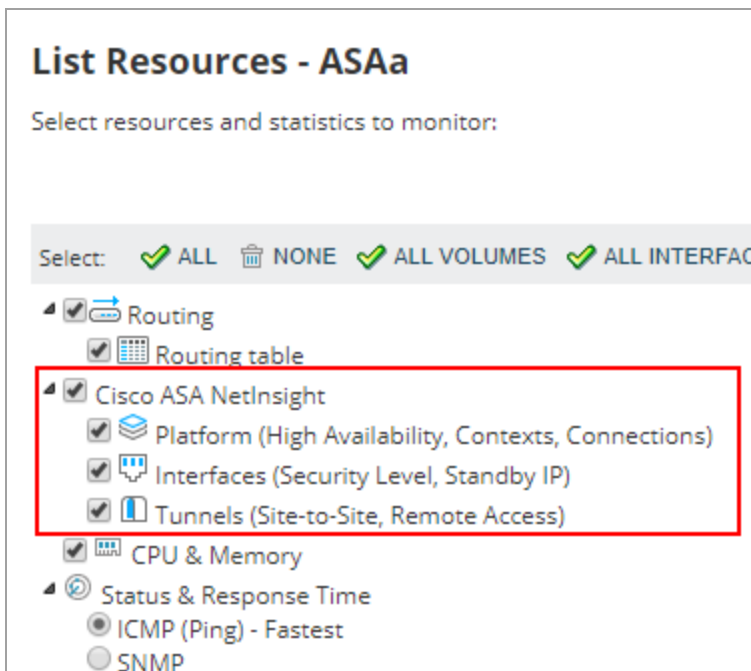 List Resources - ASAa
Select resources and statistics to monitor:
Select: ALL NONE ALL VOLUMES ALL INTERFAC
Routing
Routing table
Cisco ASA NetInsight
Platform (High Availability, Contexts, Connections)
Interfaces (Security Level, Standby IP)
Tunnels (Site-to-Site, Remote Access)
CPU & Memory
Status & Response Time
ICMP (Ping) - Fastest
SNMP